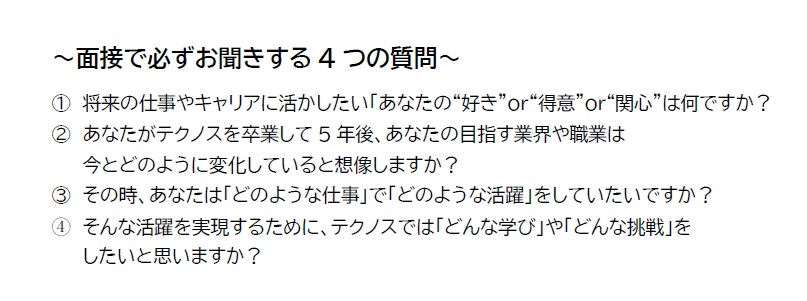 ～面接で必ずお聞きする 4 つの質問～
① 将来の仕事やキャリアに活かしたい「あなたの“好き”or“得意”or“関心”は何ですか？
② あなたがテクノスを卒業して 5 年後、あなたの目指す業界や職業は
今とどのように変化していると想像しますか？
③ その時、あなたは「どのような仕事」で「どのような活躍」をしていたいですか？
④ そんな活躍を実現するために、テクノスでは「どんな学び」や「どんな挑戦」を
したいと思いますか？